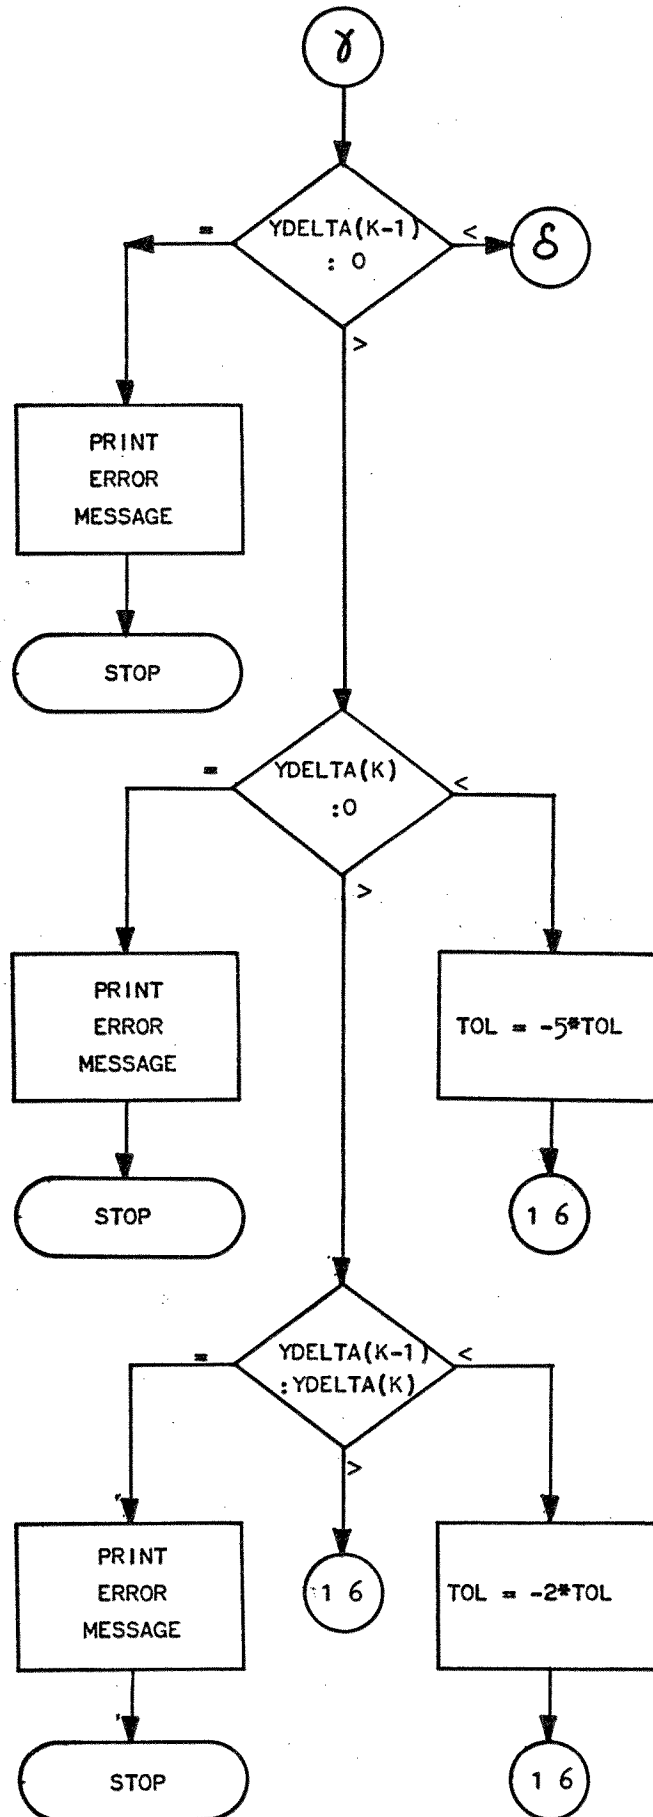 γ
=
YDELTA(K-1)
: 0
<
δ
>
PRINT
ERROR
MESSAGE
STOP
=
YDELTA(K)
:0
<
>
PRINT
ERROR
MESSAGE
TOL = -5*TOL
STOP
1 6
=
YDELTA(K-1)
:YDELTA(K)
<
>
PRINT
ERROR
MESSAGE
1 6
TOL = -2*TOL
STOP
1 6